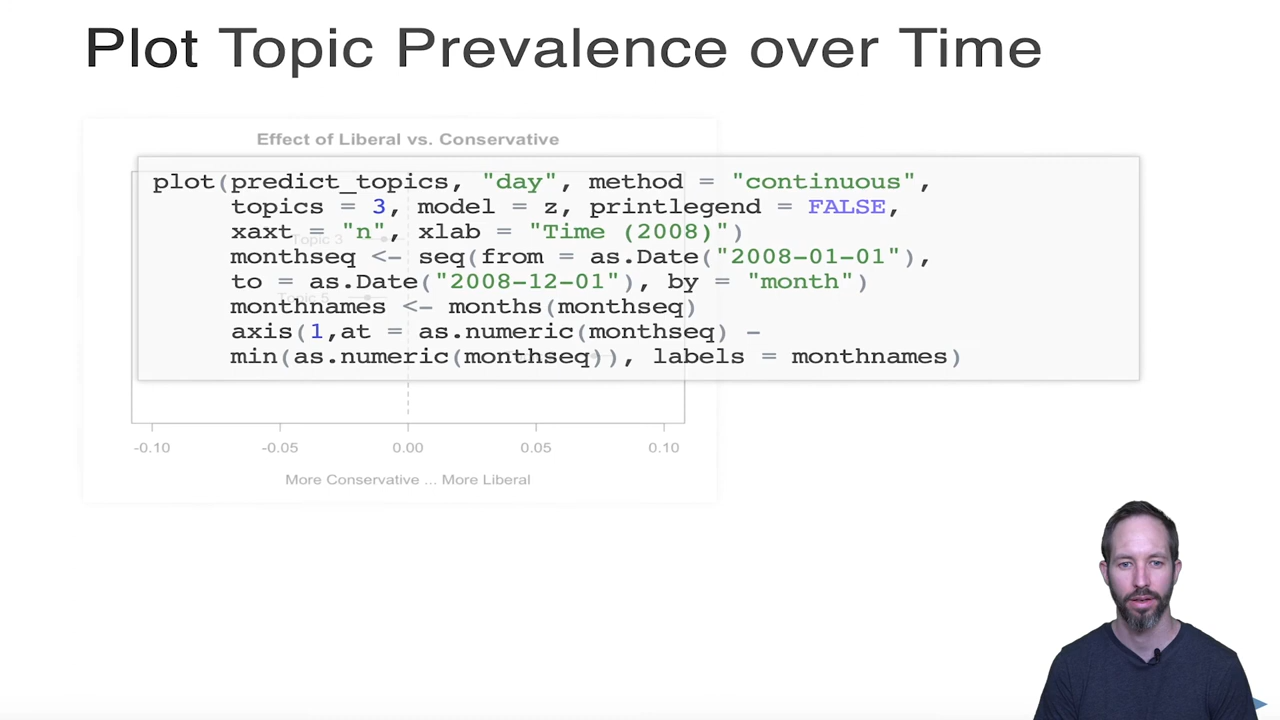 Plot Topic Prevalence over Time
Effect of Liberal vs. Conservative
plot(predict_topics, "day", method = "continuous",
topics = 3, model = z, printlegend = FALSE,
xaxt = "n", xlab = "Time (2008)")
Topic 3
monthseq <- seq(from = as.Date("2008-01-01"),
to = as.Date("2008-12-01"), by = "month")
Topic 5
monthnames <- months(monthseq)
axis(1,at = as.numeric(monthseq) -
min(as.numeric(monthseq)), labels = monthnames)
-0.10 -0.05 0.00 0.05 0.10
More Conservative ... More Liberal